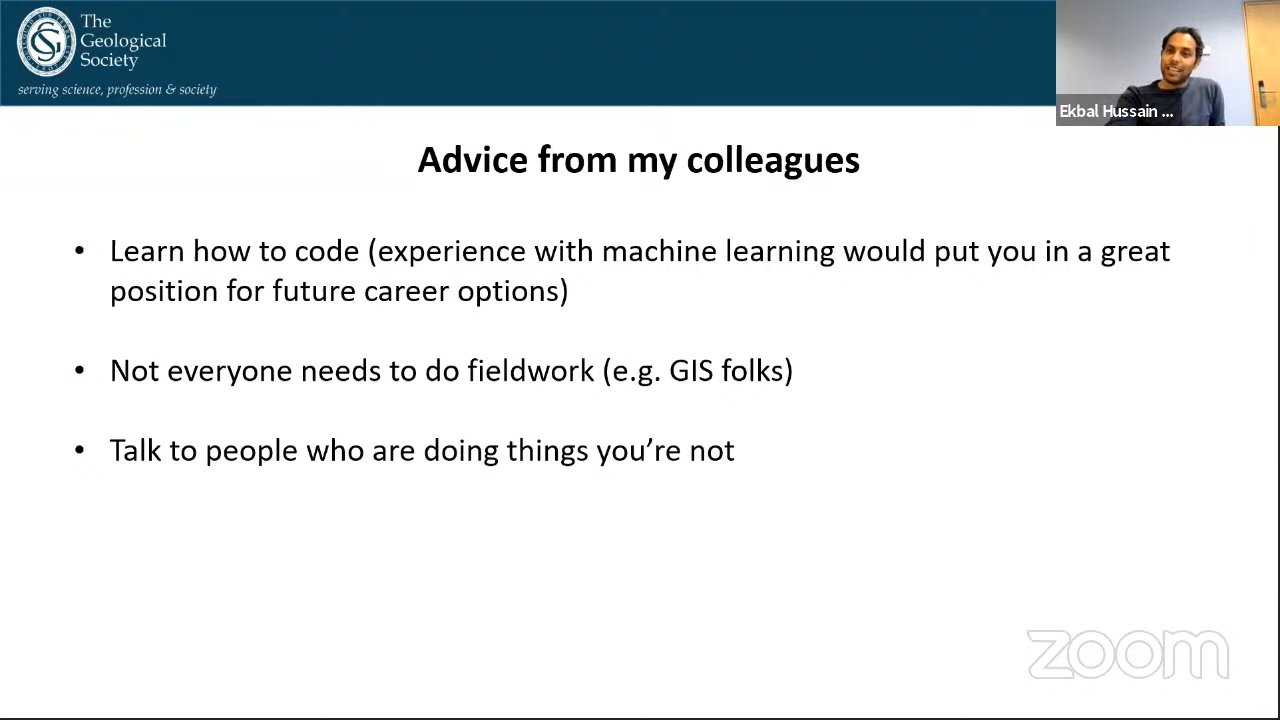 The
Geological
Society
serving science, profession & society
Ekbal Hussain ...
Advice from my colleagues
• Learn how to code (experience with machine learning would put you in a great
position for future career options)
• Not everyone needs to do fieldwork (e.g. GIS folks)
• Talk to people who are doing things you’re not
zoom